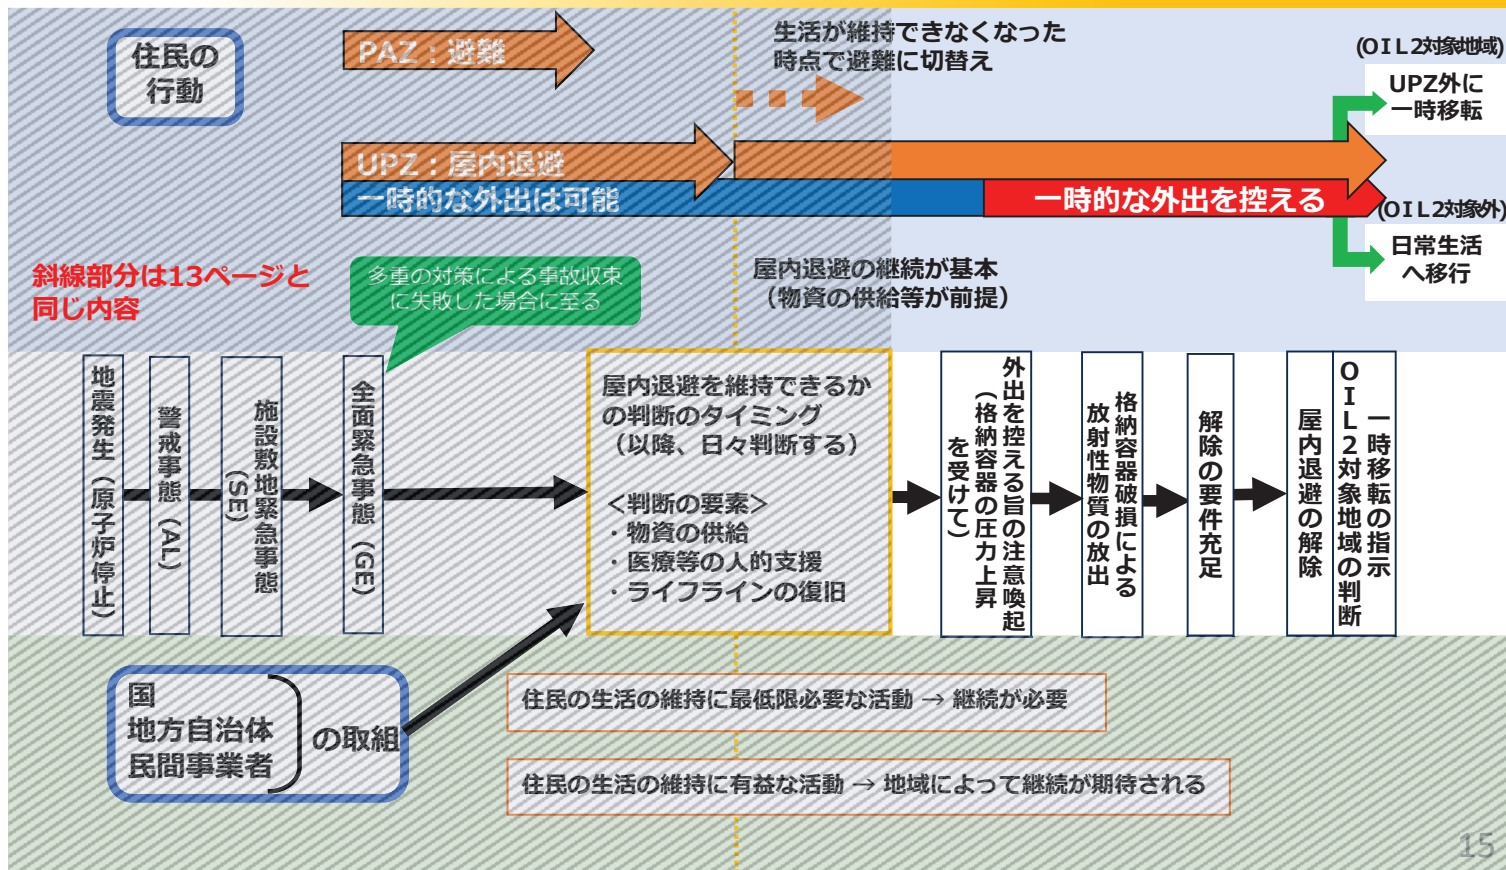 住民の
行動
PAZ：避難
生活が維持できなくなった
時点で避難に切替え
(OIL2対象地域)
UPZ外に
一時移転
UPZ：屋内退避
一時的な外出は可能
一時的な外出を控える
(OIL2対象外)
日常生活
へ移行
斜線部分は13ページと
同じ内容
多重の対策による事故収束
に失敗した場合に至る
屋内退避の継続が基本
（物資の供給等が前提）
地震発生（原子炉停止）
警戒事態（AL）
施設敷地緊急事態
（SE）
全面緊急事態（GE）
屋内退避を維持できるか
の判断のタイミング
（以降、日々判断する）
＜判断の要素＞
・物資の供給
・医療等の人的支援
・ライフラインの復旧
外出を控える旨の注意喚起
（格納容器の圧力上昇
を受けて）
格納容器破損による
放射性物質の放出
解除の要件充足
屋内退避の解除
一時移転の指示
OIL2対象地域の判断
国
地方自治体
民間事業者
の取組
住民の生活の維持に最低限必要な活動 → 継続が必要
住民の生活の維持に有益な活動 → 地域によって継続が期待される
15